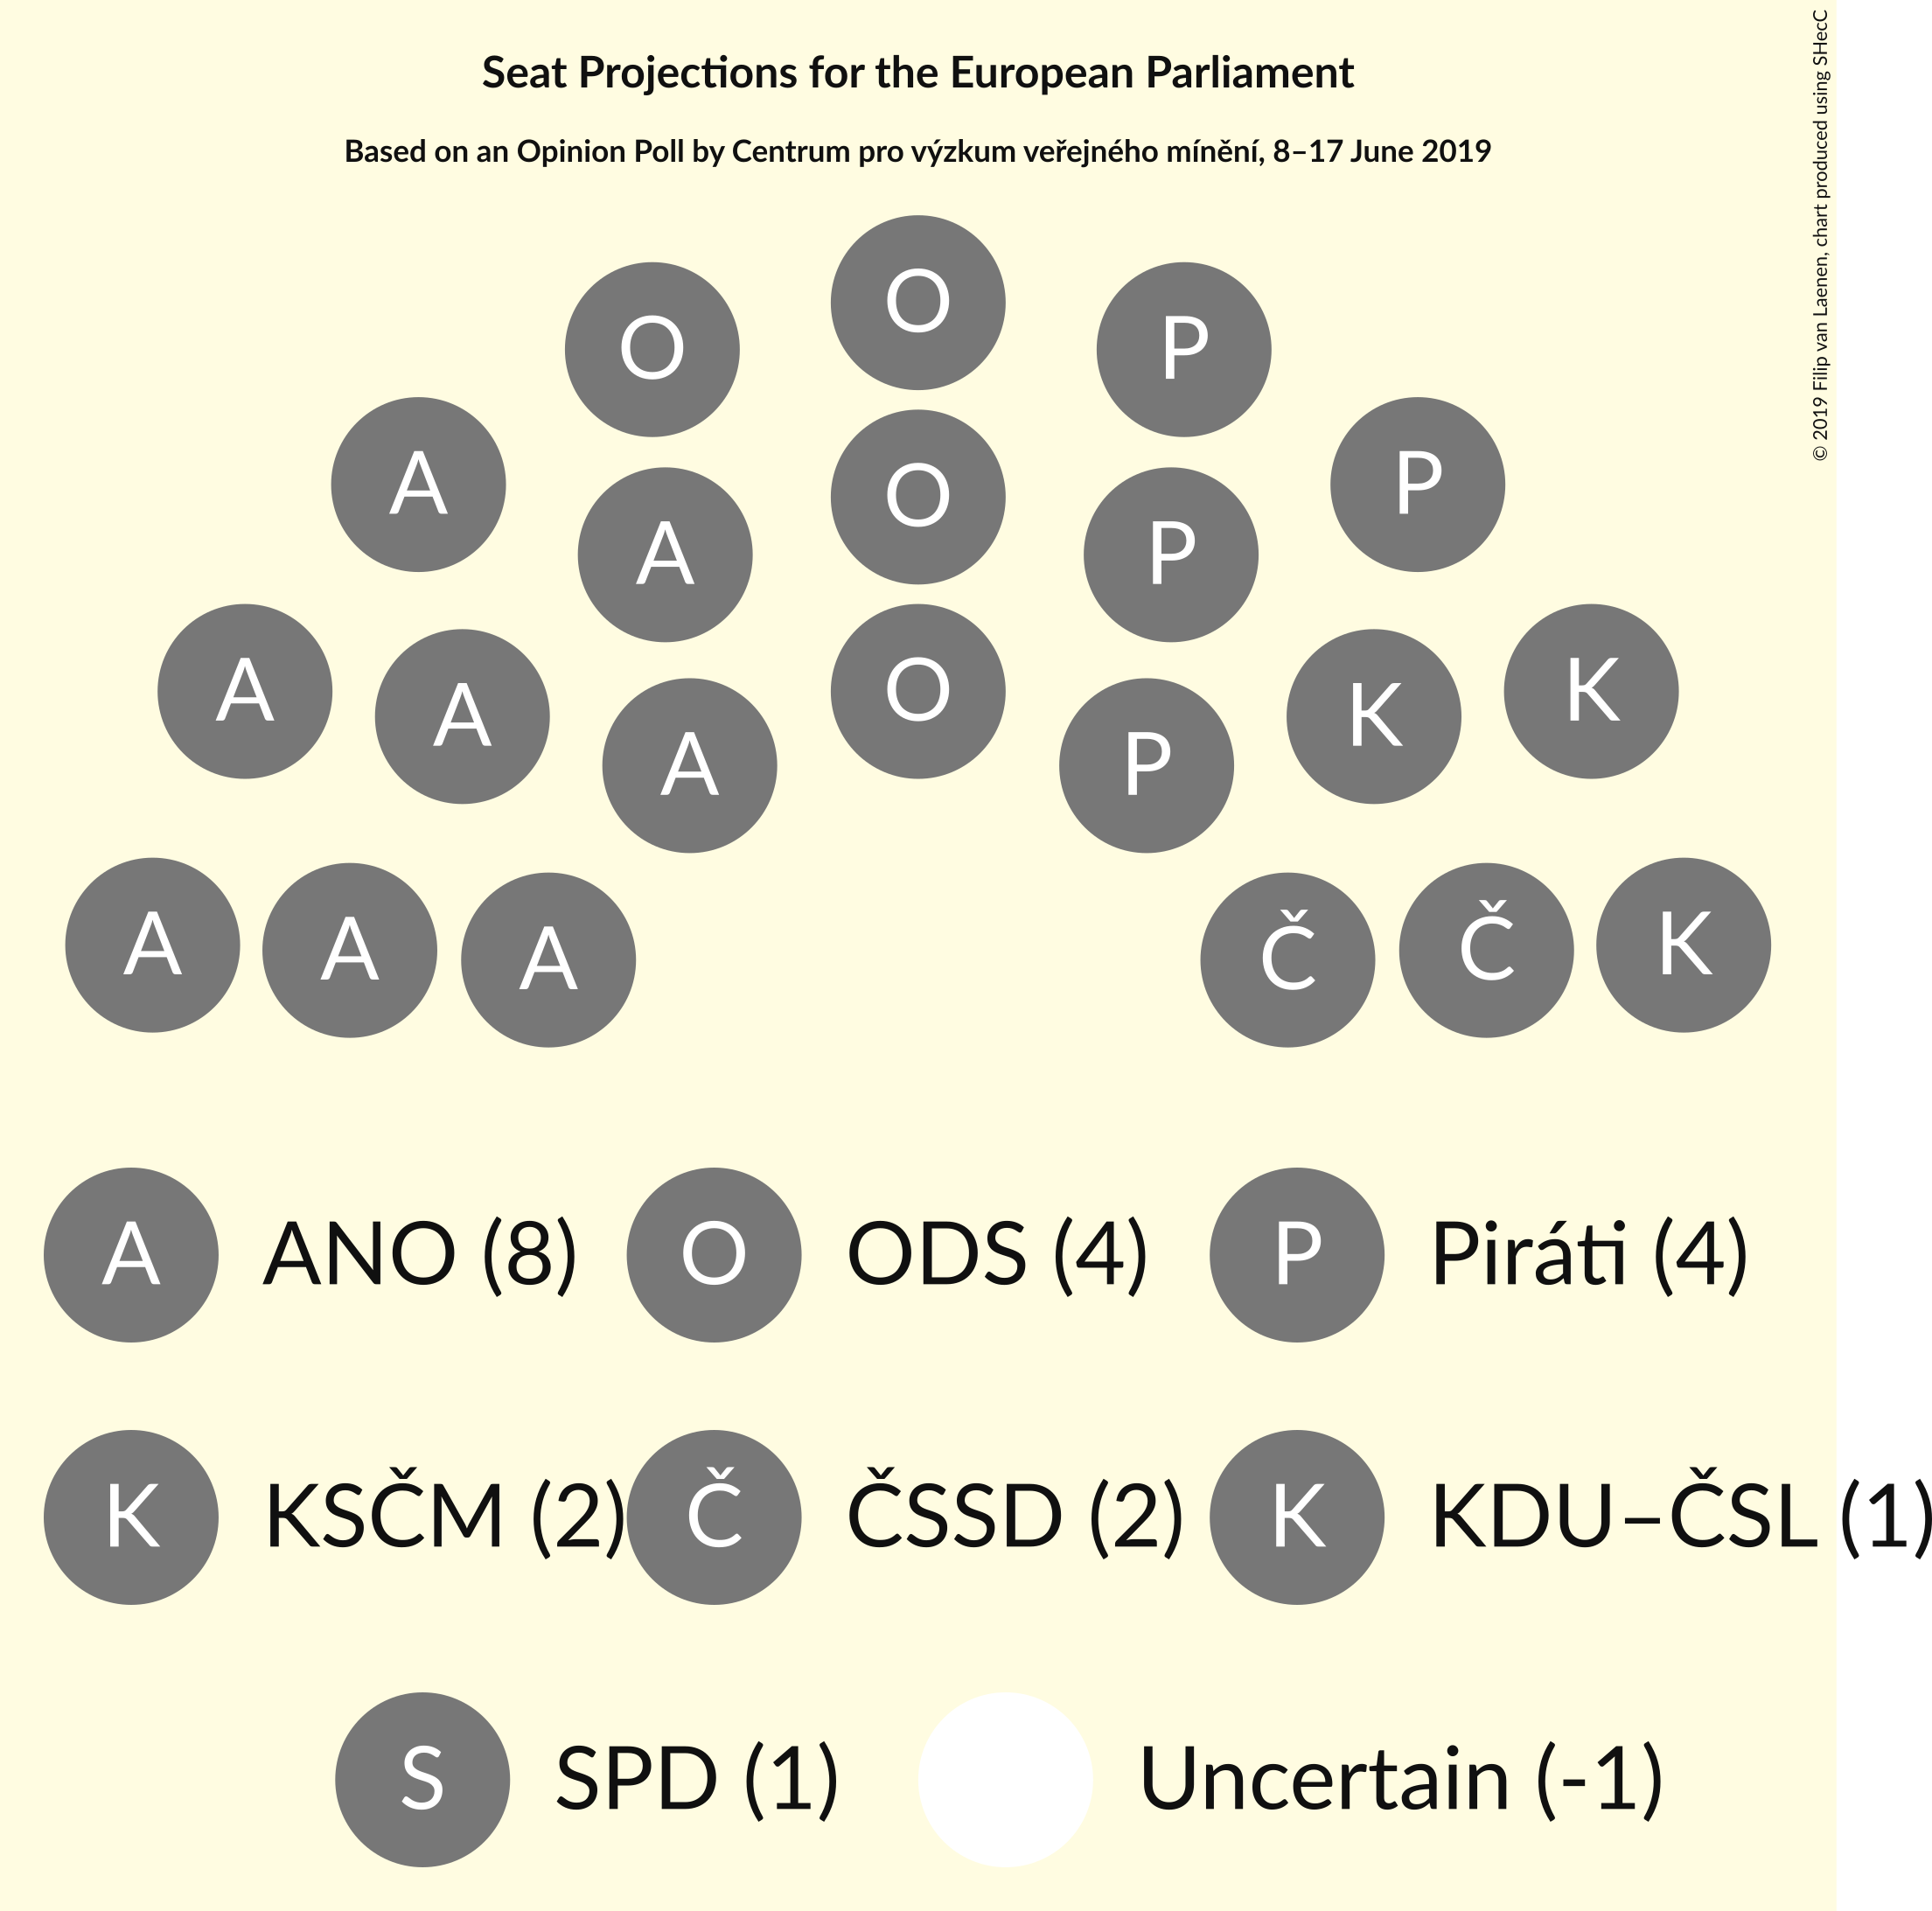 Seat Projections for the European Parliament
Based on an Opinion Poll by Centrum pro výzkum veřejného mínění, 8–17 June 2019
© 2019 Filip van Laenen, chart produced using SHecC
O
O
P
A
A
O
P
P
A
A
A
O
P
K
K
A
A
A
Č
Č
K
A ANO (8) O ODS (4) P Piráti (4)
K KSČM (2) Č ČSSD (2) K KDU–ČSL (1)
S SPD (1) Uncertain (-1)